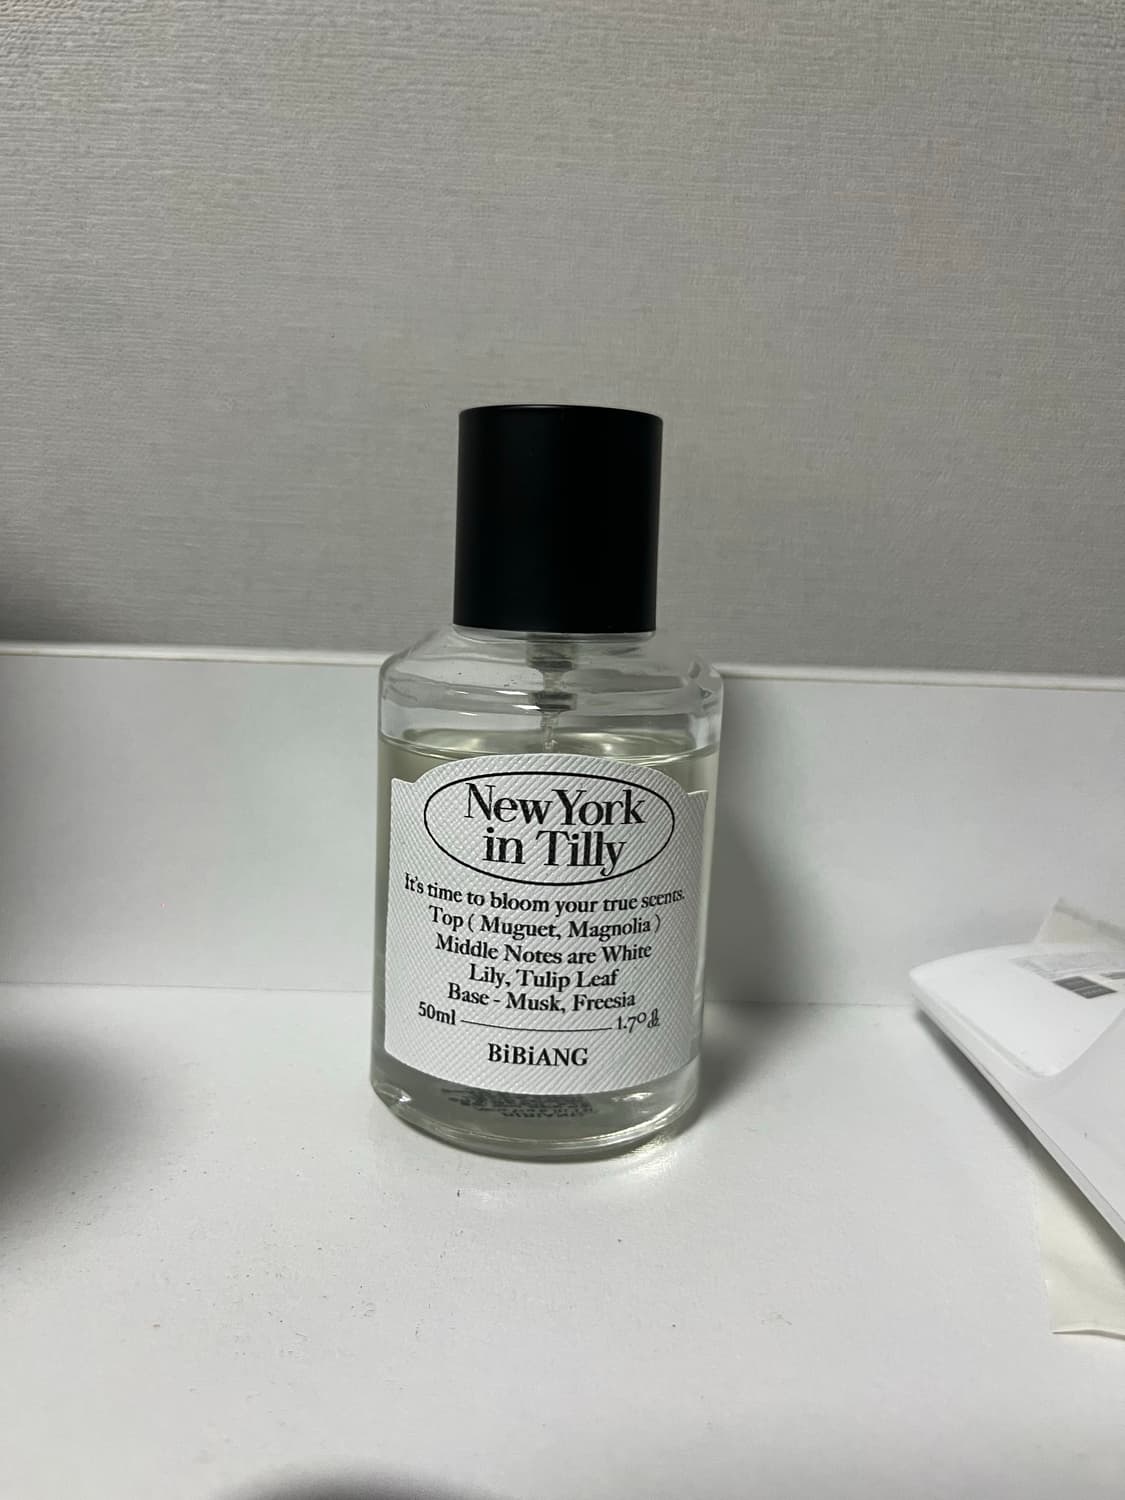 New York
in Tilly
It's time to bloom your true scents.
Top ( Muguet, Magnolia )
Middle Notes are White
Lily, Tulip Leaf
Base - Musk, Freesia
50ml 1.70
BiBiANG